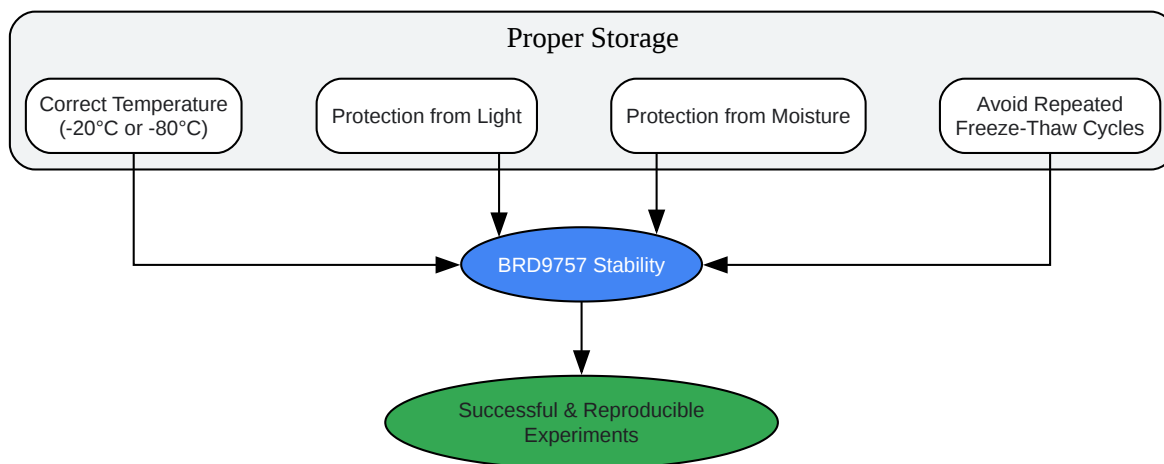 Proper Storage
Correct Temperature
(-20°C or -80°C)
Protection from Light
Protection from Moisture
Avoid Repeated
Freeze-Thaw Cycles
BRD9757 Stability
Successful & Reproducible
Experiments